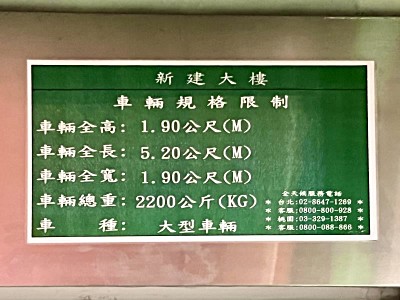 新建大樓
車輛規格限制
車輛全高: 1.90公尺(M)
車輛全長: 5.20公尺(M)
車輛全寬: 1.90公尺(M)
車輛總重: 2200公斤(KG)
車　　種: 大型車輛
全天候服務電話
* 台北:02-8647-1269 *
* 客服:0800-800-928 *
* 桃園:03-329-1387 *
* 客服:0800-088-866 *